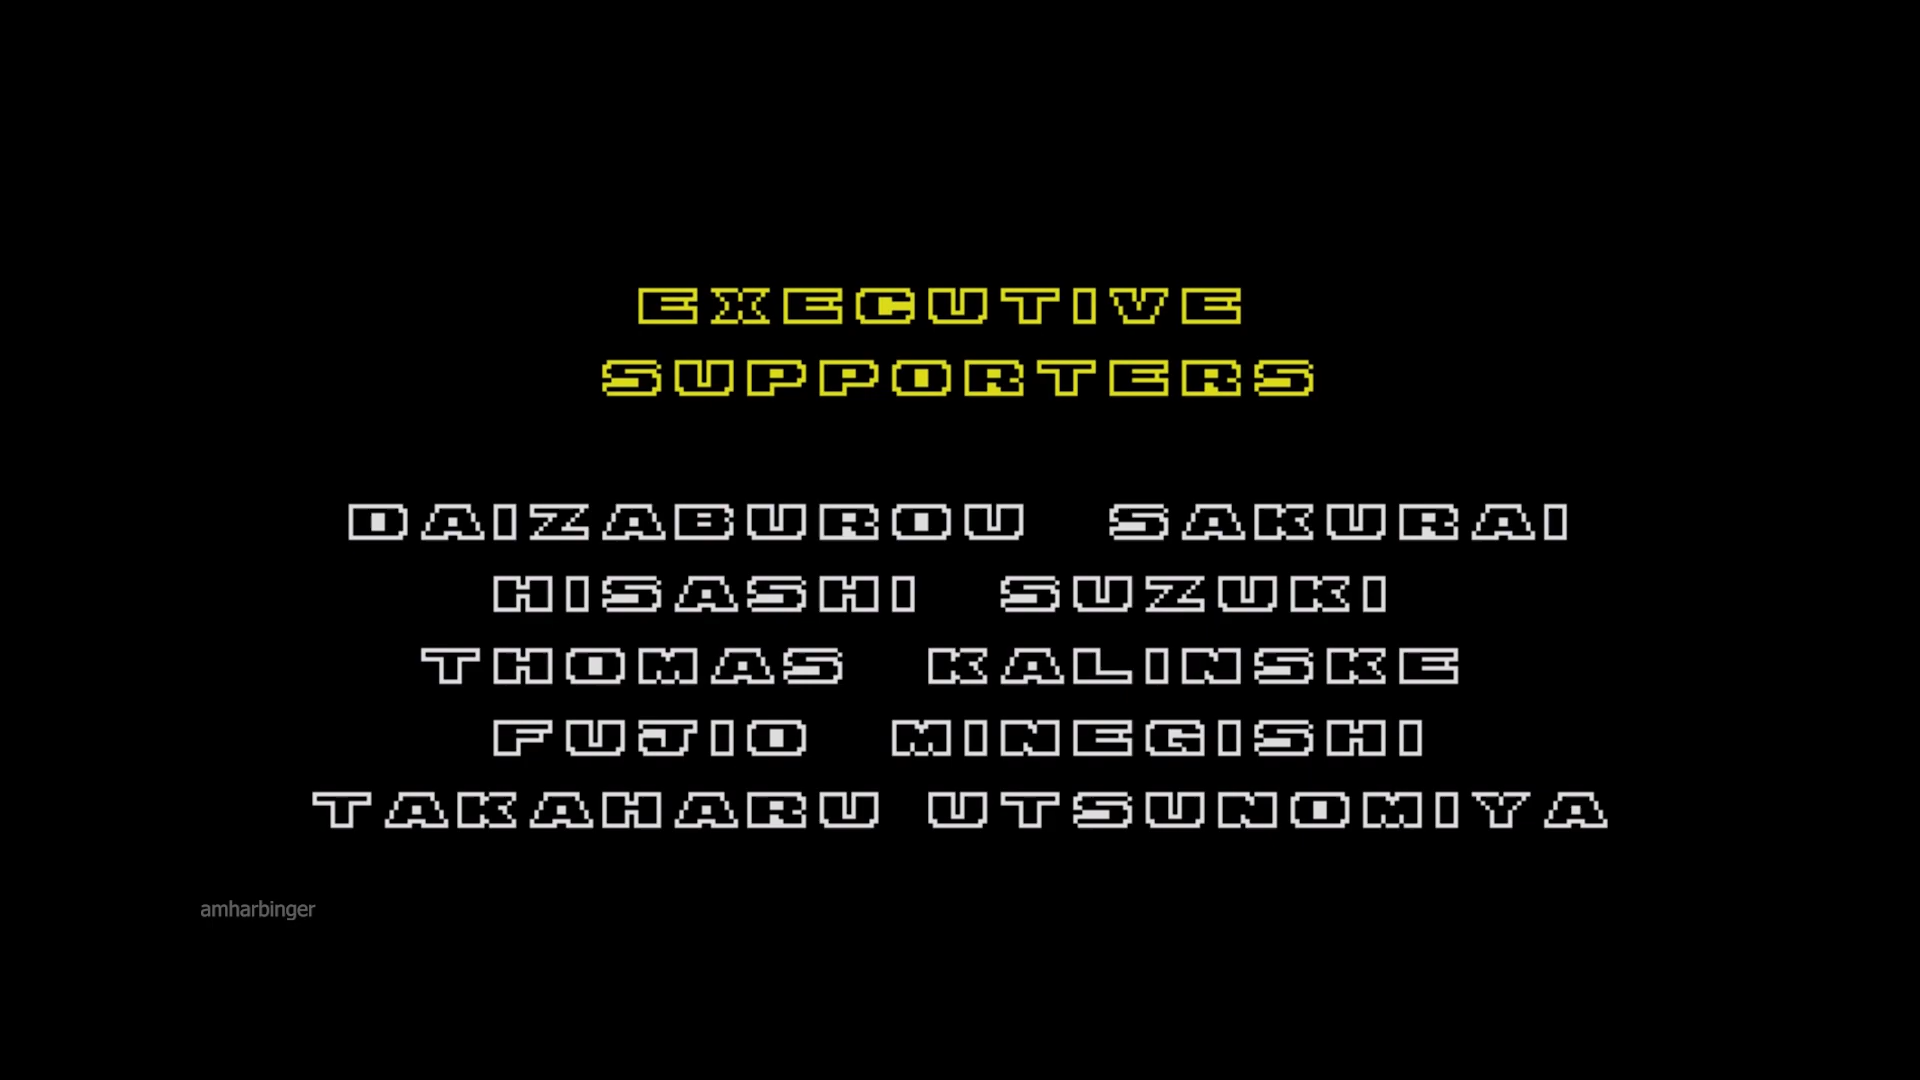 EXECUTIVE
SUPPORTERS
DAIZABUROU SAKURAI
HISASHI SUZUKI
THOMAS KALINSKE
FUJIO MINEGISHI
TAKAHARU UTSUNOMIYA
amharbinger